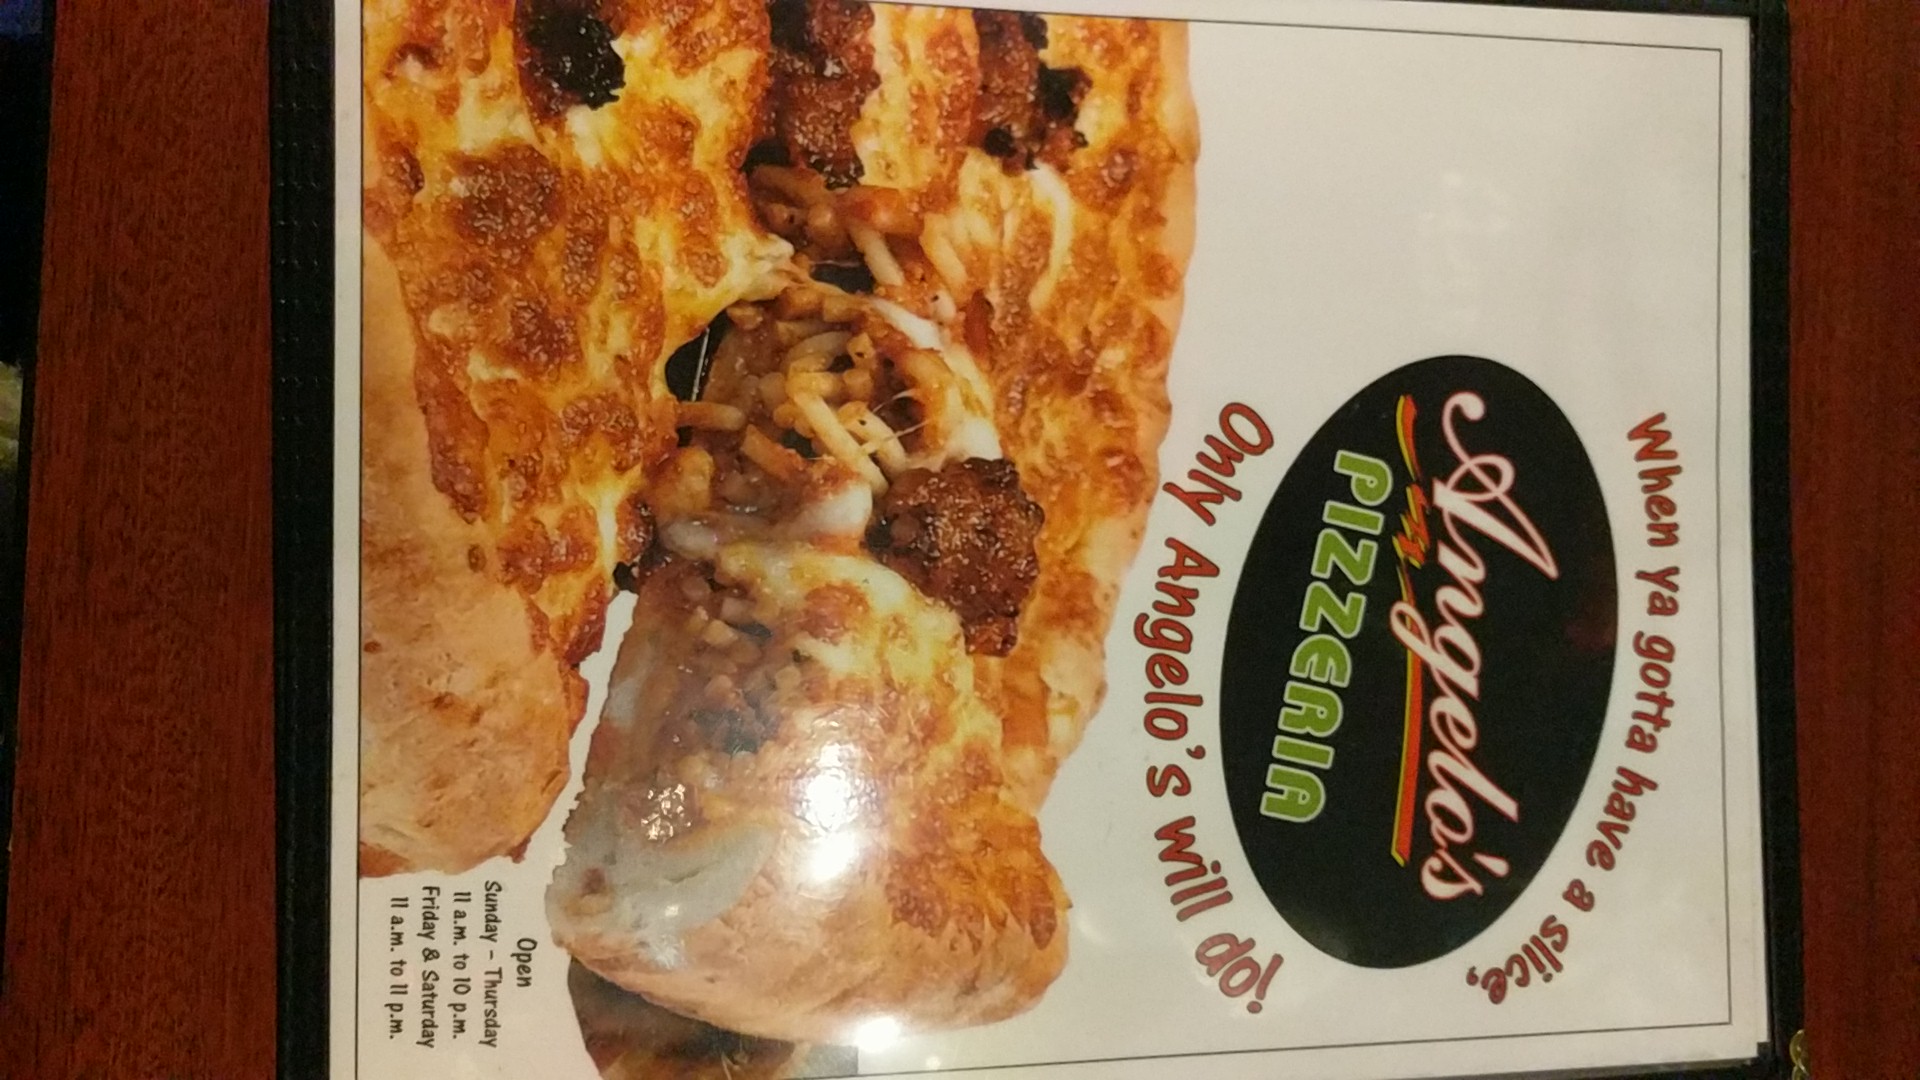 When ya gotta have a slice,
Angelo's
PIZZERIA
Only Angelo's will do!
Open
Sunday – Thursday
11 a.m. to 10 p.m.
Friday & Saturday
11 a.m. to 11 p.m.